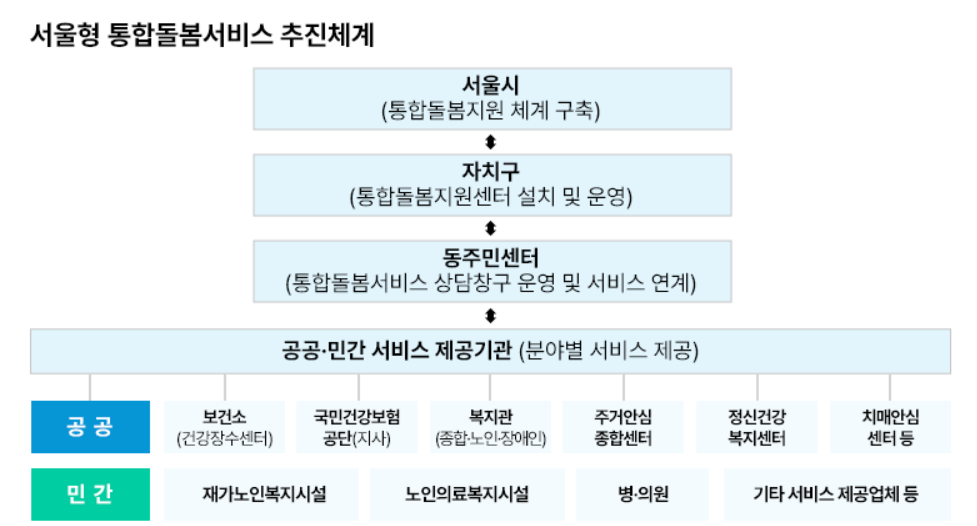 서울형 통합돌봄서비스 추진체계
서울시
(통합돌봄지원 체계 구축)
자치구
(통합돌봄지원센터 설치 및 운영)
동주민센터
(통합돌봄서비스 상담창구 운영 및 서비스 연계)
공공·민간 서비스 제공기관 (분야별 서비스 제공)
공 공
보건소
(건강장수센터)
국민건강보험
공단(지사)
복지관
(종합·노인·장애인)
주거안심
종합센터
정신건강
복지센터
치매안심
센터 등
민 간
재가노인복지시설
노인의료복지시설
병·의원
기타 서비스 제공업체 등